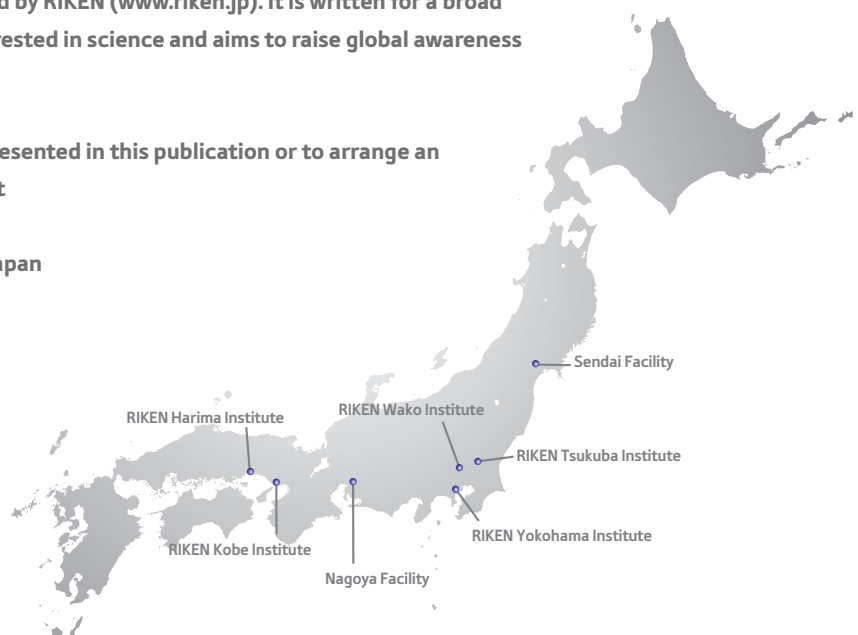 d by RIKEN (www.riken.jp). It is written for a broad
rested in science and aims to raise global awareness
esented in this publication or to arrange an
t
apan
Sendai Facility
RIKEN Harima Institute
RIKEN Wako Institute
RIKEN Tsukuba Institute
RIKEN Yokohama Institute
RIKEN Kobe Institute
Nagoya Facility